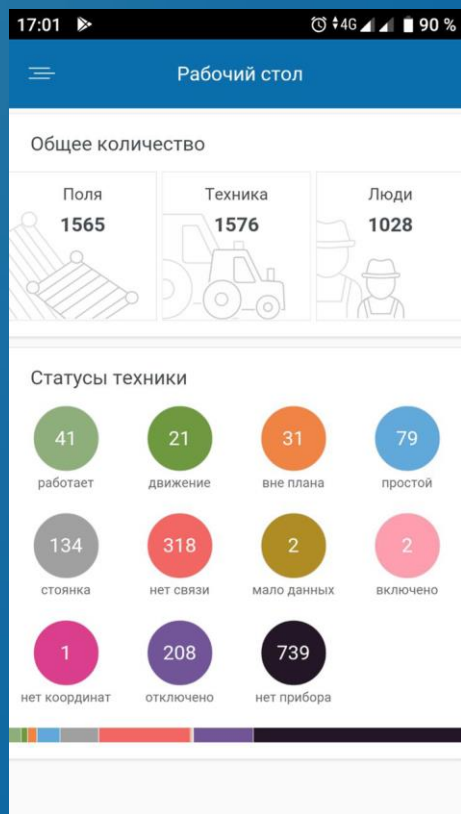 17:01 4G 90 %
Рабочий стол
Общее количество
Поля Техника Люди
1565 1576 1028
Статусы техники
41 21 31 79
работает движение вне плана простой
134 318 2 2
стоянка нет связи мало данных включено
1 208 739
нет координат отключено нет прибора